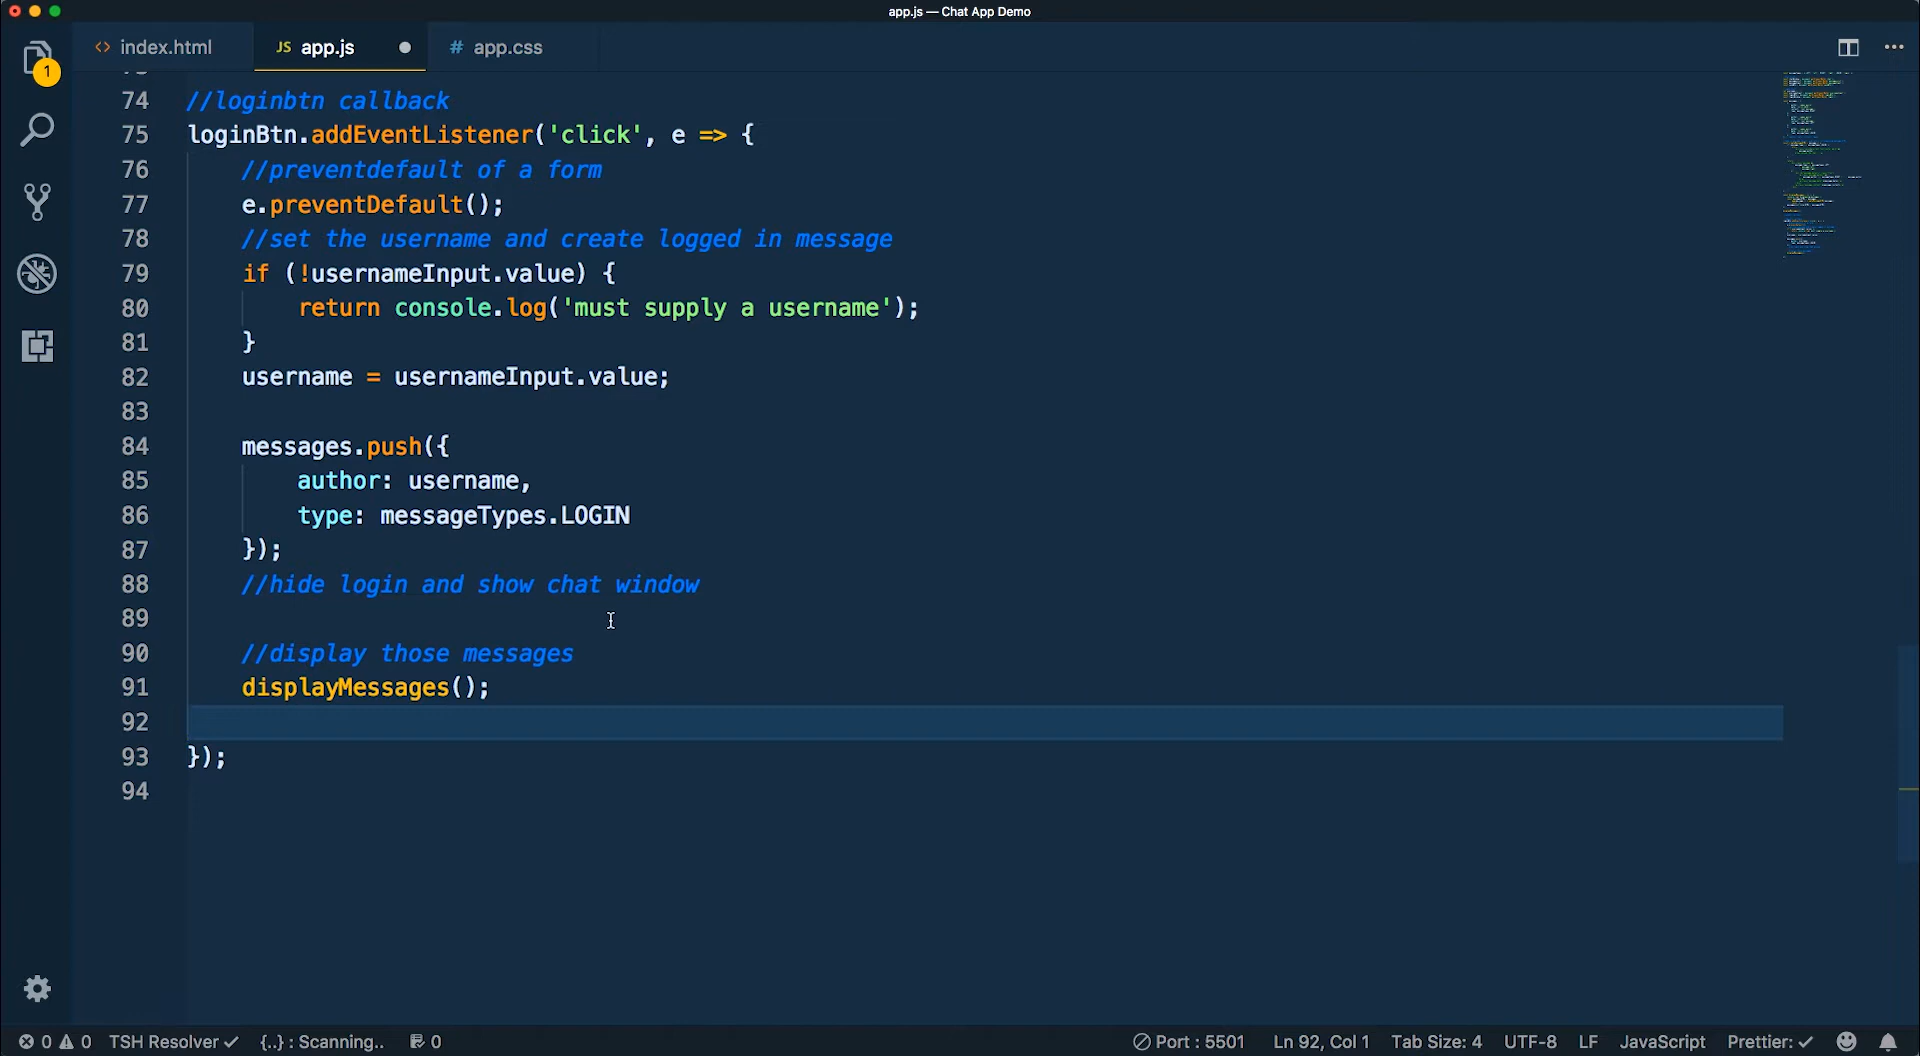 app.js — Chat App Demo
<> index.html
JS app.js
# app.css
1
74 //loginbtn callback
75 loginBtn.addEventListener('click', e => {
76 //preventdefault of a form
77 e.preventDefault();
78 //set the username and create logged in message
79 if (!usernameInput.value) {
80 return console.log('must supply a username');
81 }
82 username = usernameInput.value;
83
84 messages.push({
85 author: username,
86 type: messageTypes.LOGIN
87 });
88 //hide login and show chat window
89
90 //display those messages
91 displayMessages();
92
93 });
94
0 0 TSH Resolver ✓ {..} : Scanning.. 0 Port : 5501 Ln 92, Col 1 Tab Size: 4 UTF-8 LF JavaScript Prettier: ✓